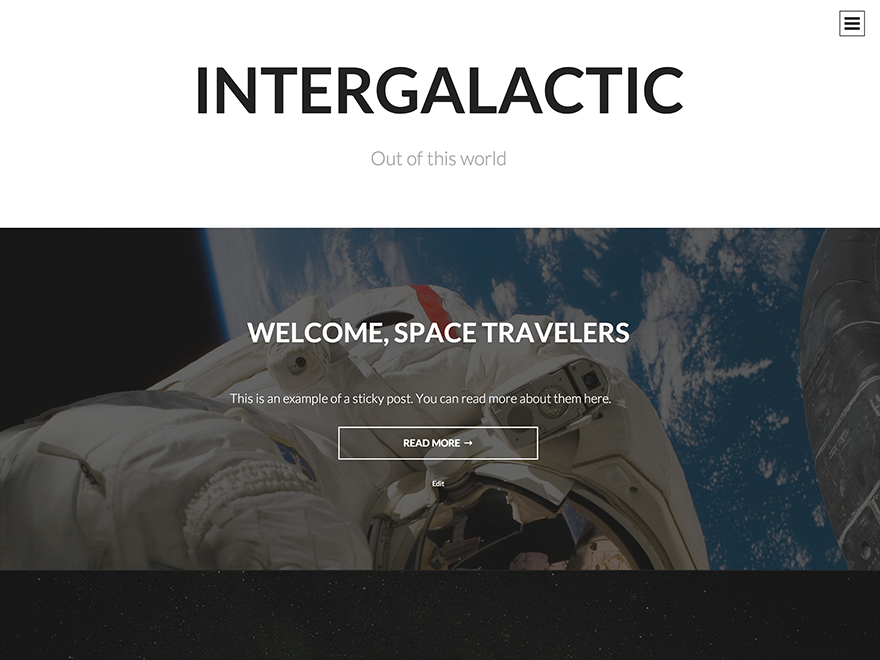 INTERGALACTIC
Out of this world
WELCOME, SPACE TRAVELERS
This is an example of a sticky post. You can read more about them here.
READ MORE →
Edit